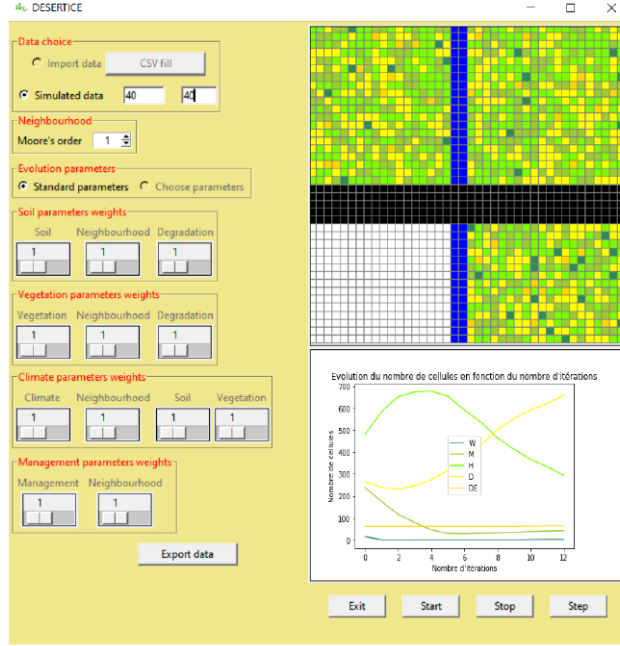 DESERTICE
Data choice
Import data
CSV fill
Simulated data
40
40
Neighbourhood
Moore's order
1
Evolution parameters
Standard parameters
Choose parameters
Soil parameters weights
Soil Neighbourhood Degradation
1 1 1
Vegetation parameters weights
Vegetation Neighbourhood Degradation
1 1 1
Climate parameters weights
Climate Neighbourhood Soil Vegetation
1 1 1 1
Management parameters weights
Management Neighbourhood
1 1
Export data
Evolution du nombre de cellules en fonction du nombre d'itérations
Nombre de cellules
700
600
500
400
300
200
100
0
W
M
H
D
DE
0 2 4 6 8 10 12
Nombre d'itérations
Exit Start Stop Step